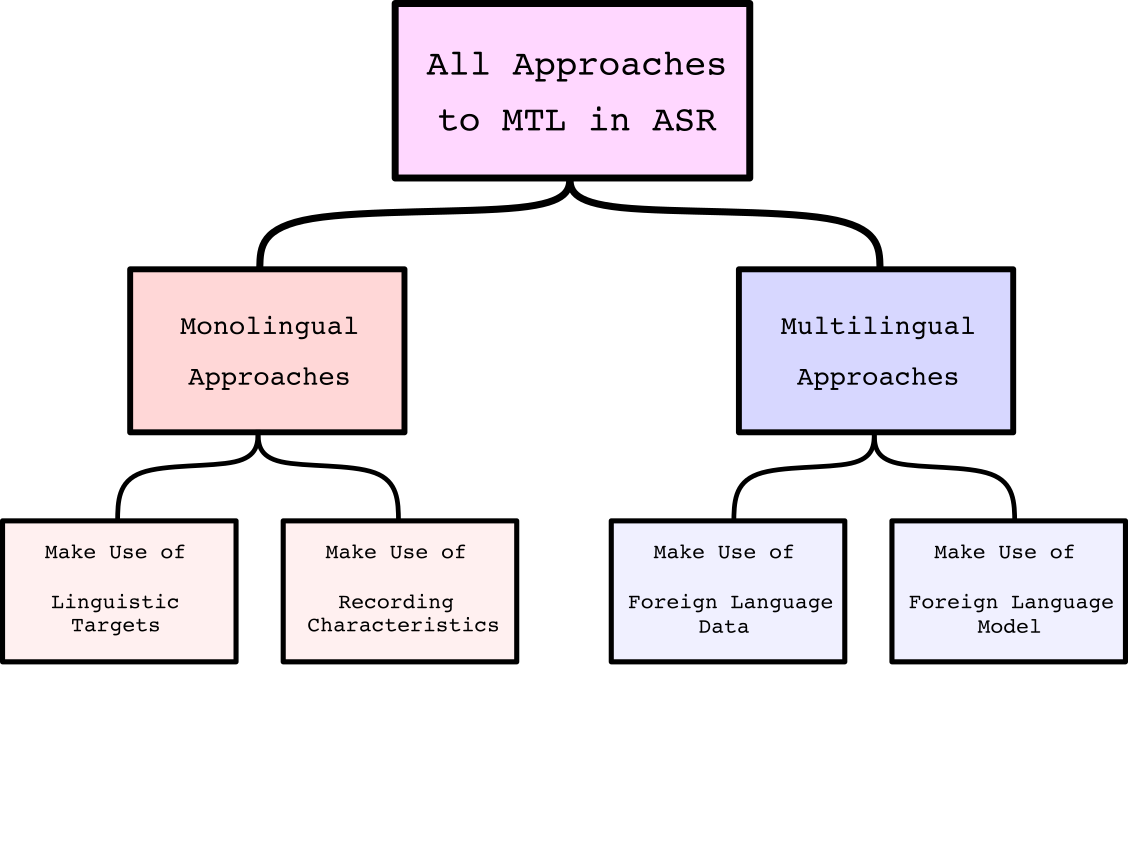 All Approaches
to MTL in ASR
Monolingual
Approaches
Multilingual
Approaches
Make Use of
Linguistic
Targets
Make Use of
Recording
Characteristics
Make Use of
Foreign Language
Data
Make Use of
Foreign Language
Model